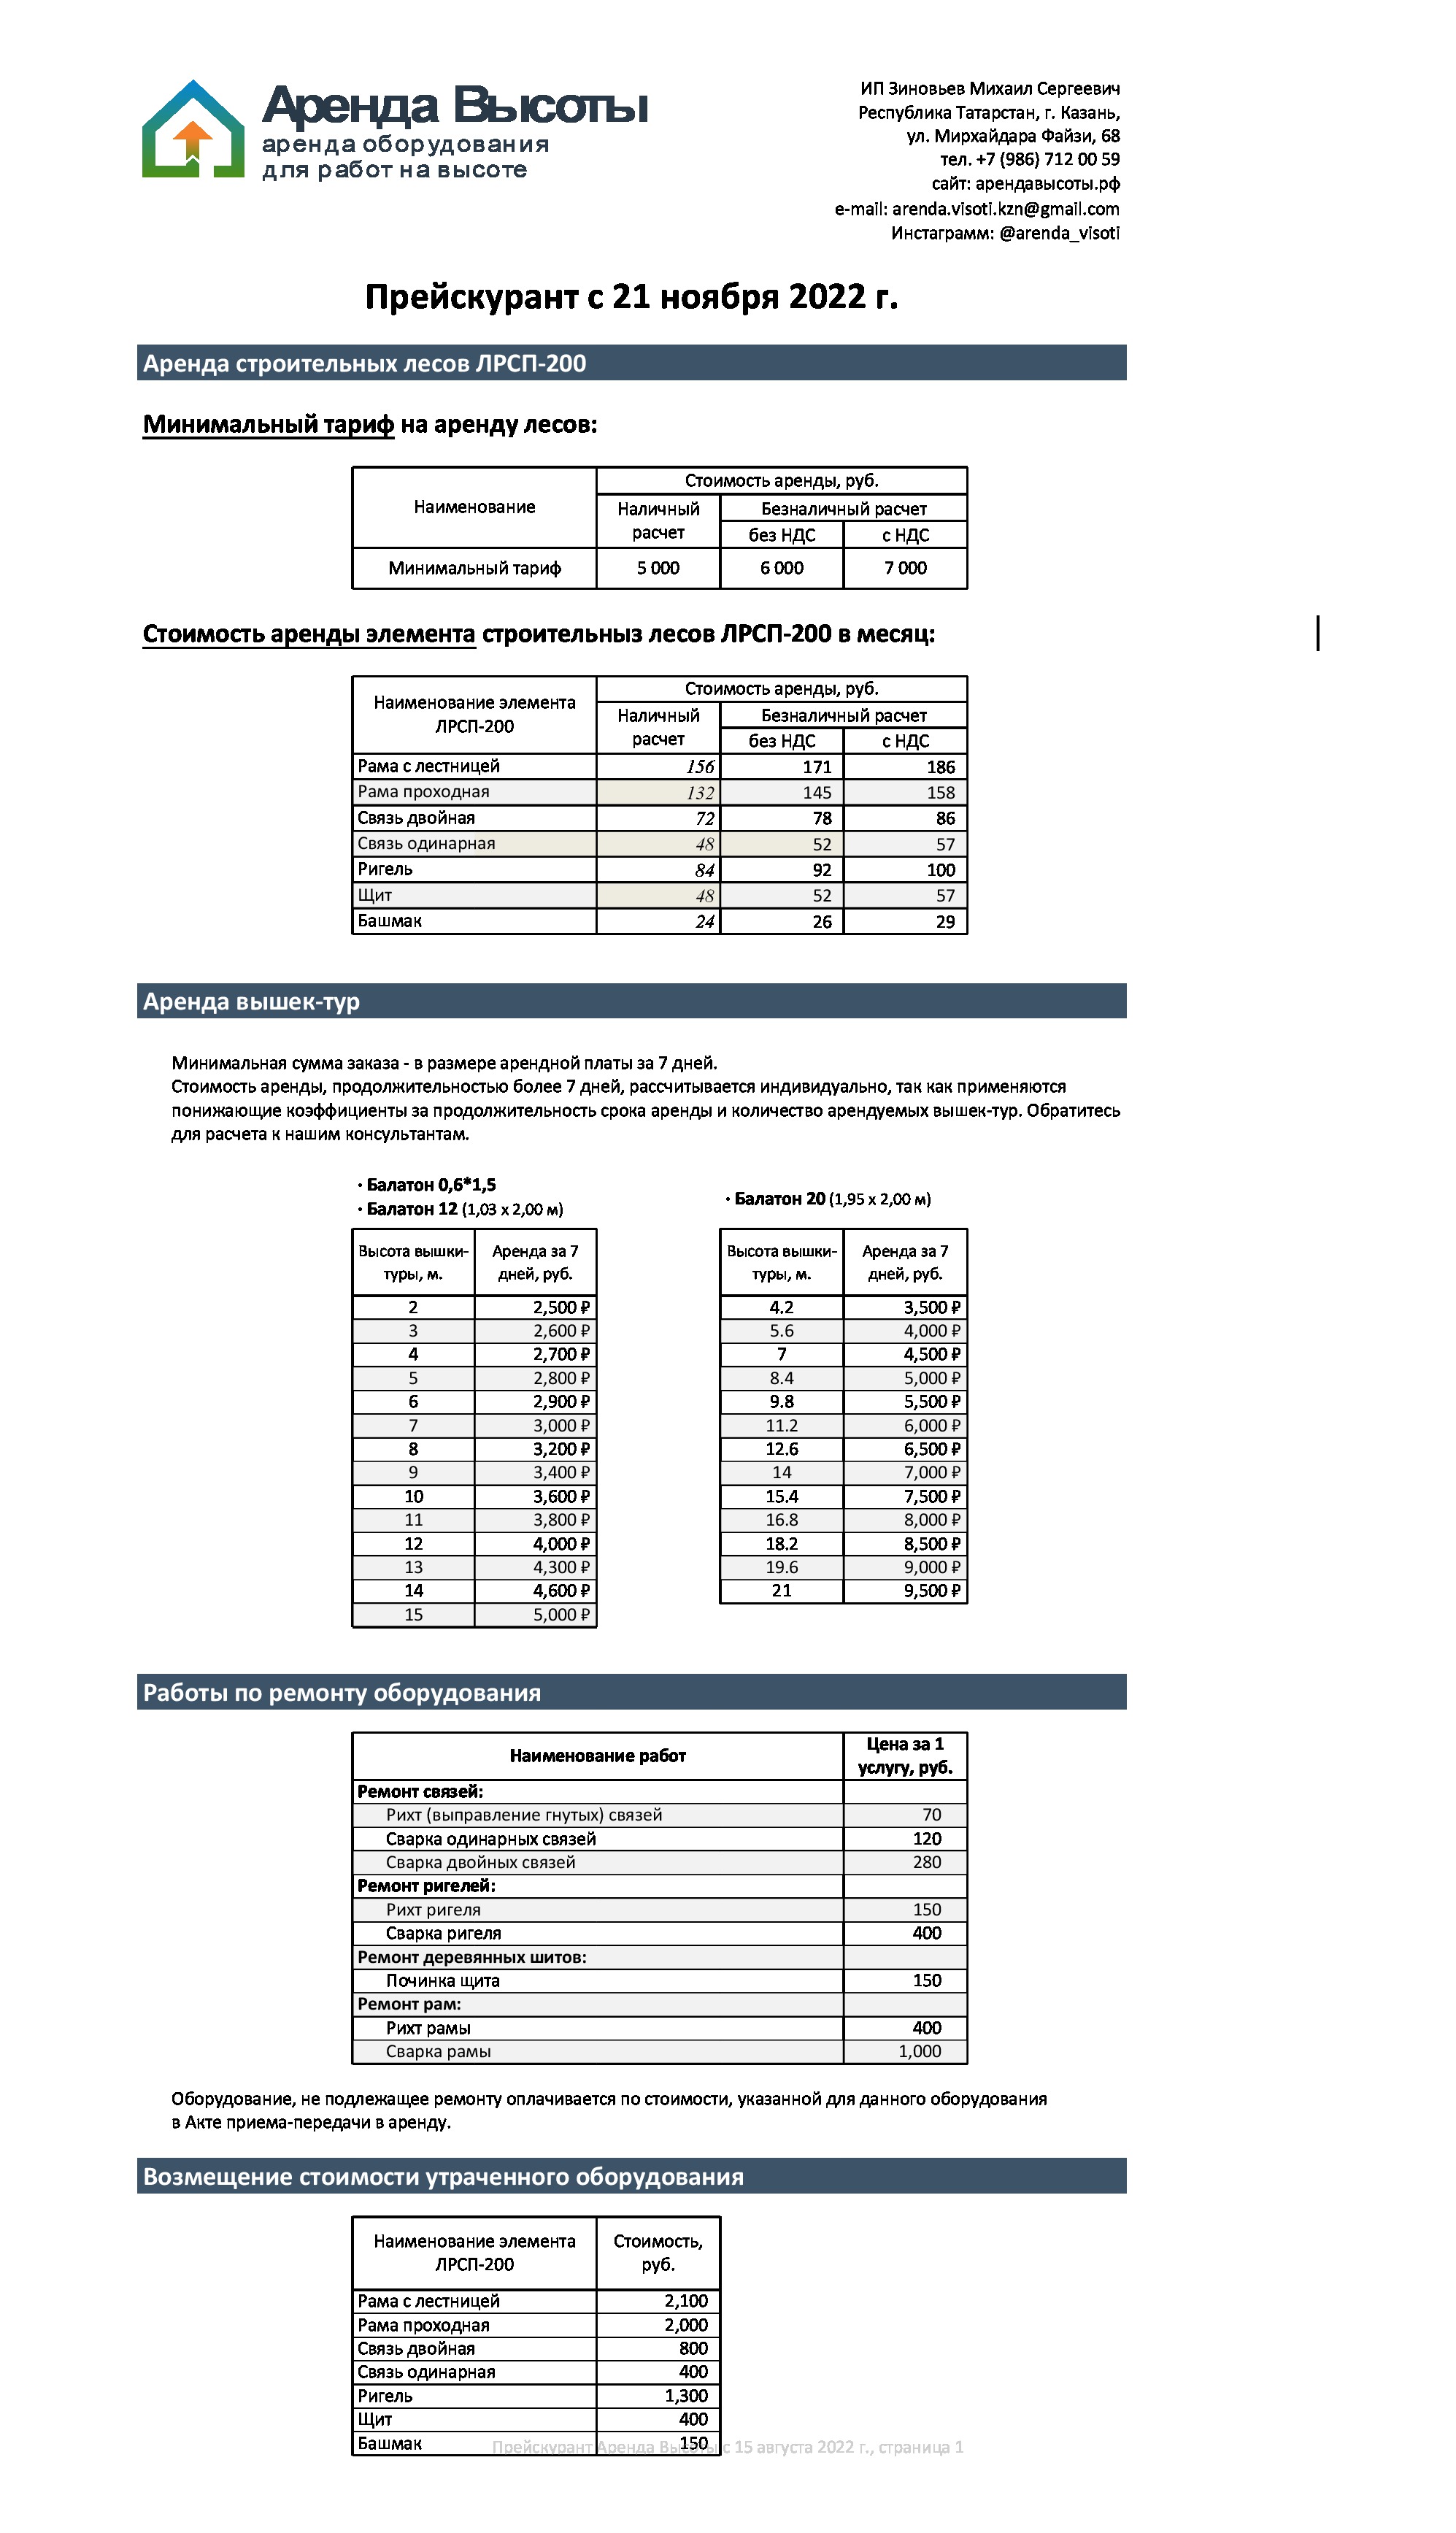 Аренда Высоты
аренда оборудования
для работ на высоте
ИП Зиновьев Михаил Сергеевич
Республика Татарстан, г. Казань,
ул. Мирхайдара Файзи, 68
тел. +7 (986) 712 00 59
сайт: арендавысоты.рф
e-mail: arenda.visoti.kzn@gmail.com
Инстаграмм: @arenda_visoti
Прейскурант с 21 ноября 2022 г.
Аренда строительных лесов ЛРСП-200
Минимальный тариф на аренду лесов:
Наименование
Стоимость аренды, руб.
Наличный
расчет
Безналичный расчет
без НДС
с НДС
Минимальный тариф 5 000 6 000 7 000
Стоимость аренды элемента строительныз лесов ЛРСП-200 в месяц:
Наименование элемента
ЛРСП-200
Стоимость аренды, руб.
Наличный
расчет
Безналичный расчет
без НДС
с НДС
Рама с лестницей 156 171 186
Рама проходная 132 145 158
Связь двойная 72 78 86
Связь одинарная 48 52 57
Ригель 84 92 100
Щит 48 52 57
Башмак 24 26 29
Аренда вышек-тур
Минимальная сумма заказа - в размере арендной платы за 7 дней.
Стоимость аренды, продолжительностью более 7 дней, рассчитывается индивидуально, так как применяются
понижающие коэффициенты за продолжительность срока аренды и количество арендуемых вышек-тур. Обратитесь
для расчета к нашим консультантам.
· Балатон 0,6*1,5
· Балатон 12 (1,03 x 2,00 м)
Высота вышки-
туры, м.
Аренда за 7
дней, руб.
2 2,500 ₽
3 2,600 ₽
4 2,700 ₽
5 2,800 ₽
6 2,900 ₽
7 3,000 ₽
8 3,200 ₽
9 3,400 ₽
10 3,600 ₽
11 3,800 ₽
12 4,000 ₽
13 4,300 ₽
14 4,600 ₽
15 5,000 ₽
· Балатон 20 (1,95 x 2,00 м)
Высота вышки-
туры, м.
Аренда за 7
дней, руб.
4.2 3,500 ₽
5.6 4,000 ₽
7 4,500 ₽
8.4 5,000 ₽
9.8 5,500 ₽
11.2 6,000 ₽
12.6 6,500 ₽
14 7,000 ₽
15.4 7,500 ₽
16.8 8,000 ₽
18.2 8,500 ₽
19.6 9,000 ₽
21 9,500 ₽
Работы по ремонту оборудования
Наименование работ
Цена за 1
услугу, руб.
Ремонт связей:
Рихт (выправление гнутых) связей 70
Сварка одинарных связей 120
Сварка двойных связей 280
Ремонт ригелей:
Рихт ригеля 150
Сварка ригеля 400
Ремонт деревянных шитов:
Починка щита 150
Ремонт рам:
Рихт рамы 400
Сварка рамы 1,000
Оборудование, не подлежащее ремонту оплачивается по стоимости, указанной для данного оборудования
в Акте приема-передачи в аренду.
Возмещение стоимости утраченного оборудования
Наименование элемента
ЛРСП-200
Стоимость,
руб.
Рама с лестницей 2,100
Рама проходная 2,000
Связь двойная 800
Связь одинарная 400
Ригель 1,300
Щит 400
Башмак 150
Прейскурант Аренда Высоты с 15 августа 2022 г., страница 1